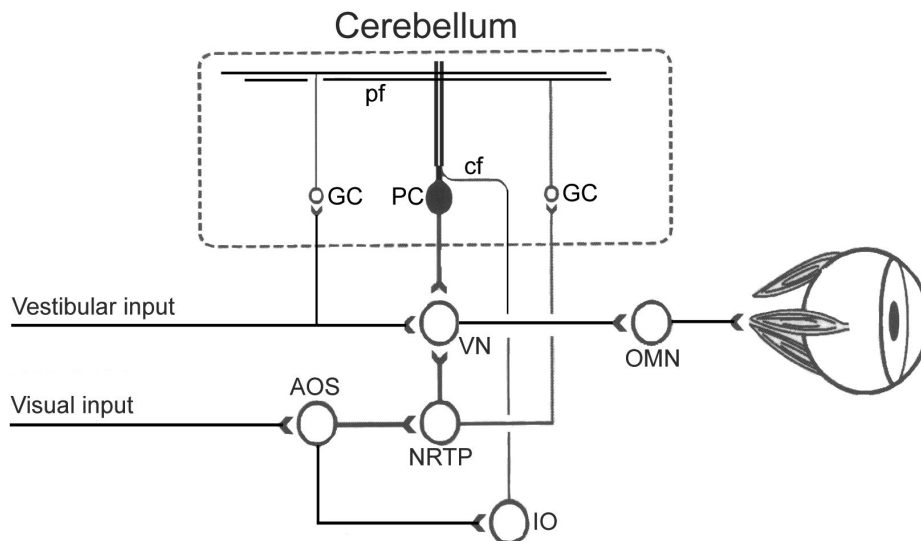 Cerebellum
pf
cf
GC
PC
GC
Vestibular input
VN
OMN
AOS
Visual input
NRTP
IO